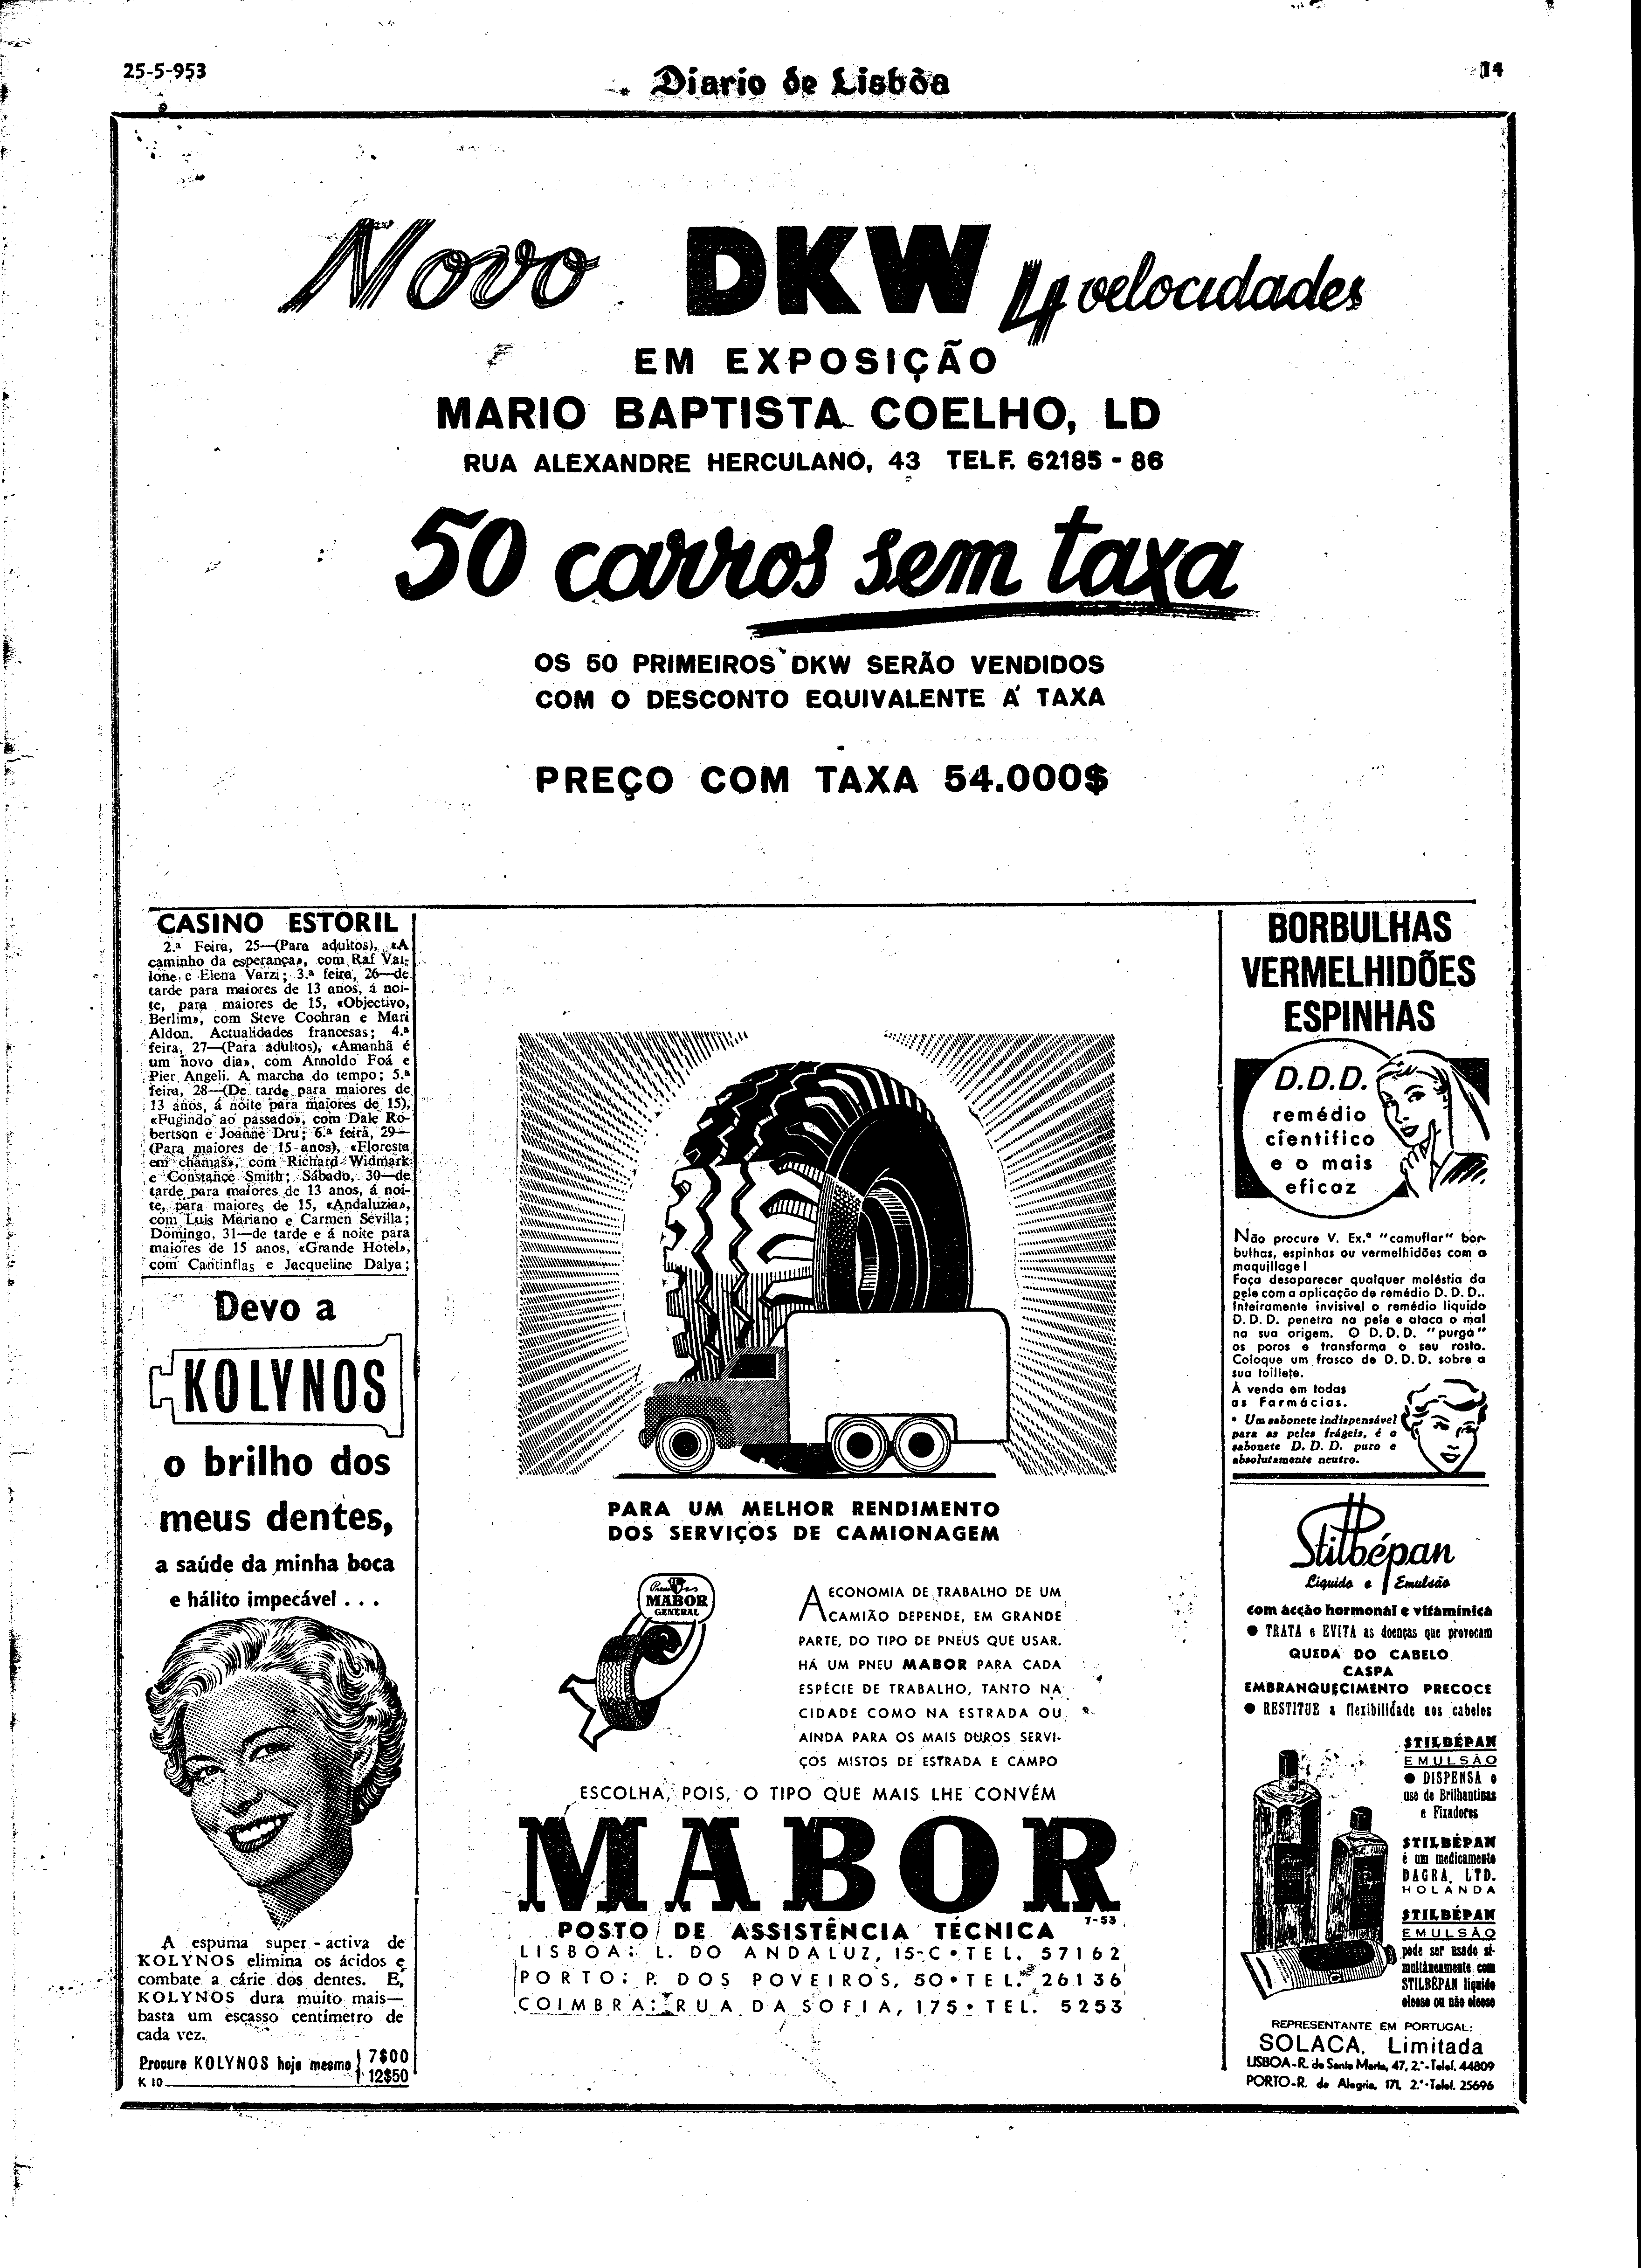 25-5-953
Diario de Lisbôa
14
Novo DKW 4 velocidades
EM EXPOSIÇÃO
MARIO BAPTISTA COELHO, LD
RUA ALEXANDRE HERCULANO, 43 TELF. 62185 - 86
50 carros sem taxa
OS 50 PRIMEIROS DKW SERÃO VENDIDOS
COM O DESCONTO EQUIVALENTE Á TAXA
PREÇO COM TAXA 54.000$
CASINO ESTORIL
2.ª Feira, 25—(Para adultos), «A
caminho da esperança», com Raf Val-
lone e Elena Varzi; 3.ª feira, 26—de
tarde para maiores de 13 anos, á noi-
te, para maiores de 15, «Objectivo,
Berlim», com Steve Cochran e Mari
Aldon. Actualidades francesas; 4.ª
feira, 27—(Para adultos), «Amanhã é
um novo dia», com Arnoldo Foá e
Pier Angeli. A marcha do tempo; 5.ª
feira, 28—(De tarde para maiores de
13 anos, á noite para maiores de 15),
«Fugindo ao passado», com Dale Ro-
bertson e Joanne Dru; 6.ª feira, 29—
(Para maiores de 15 anos), «Floresta
em chamas», com Richard Widmark
e Constance Smith; Sábado, 30—de
tarde para maiores de 13 anos, á noi-
te, para maiores de 15, «Andaluzia»,
com Luis Mariano e Carmen Sevilla;
Domingo, 31—de tarde e á noite para
maiores de 15 anos, «Grande Hotel»,
com Cantinflas e Jacqueline Dalya;
Devo a
KOLYNOS
o brilho dos
meus dentes,
a saúde da minha boca
e hálito impecável . . .
A espuma super-activa de
KOLYNOS elimina os ácidos e
combate a cárie dos dentes. E,
KOLYNOS dura muito mais—
basta um escasso centímetro de
cada vez.
Procure KOLYNOS hoje mesmo { 7$00
12$50
K 10
PARA UM MELHOR RENDIMENTO
DOS SERVIÇOS DE CAMIONAGEM
Pneu
MABOR
GENERAL
A ECONOMIA DE TRABALHO DE UM
CAMIÃO DEPENDE, EM GRANDE
PARTE, DO TIPO DE PNEUS QUE USAR.
HÁ UM PNEU MABOR PARA CADA
ESPÉCIE DE TRABALHO, TANTO NA
CIDADE COMO NA ESTRADA OU
AINDA PARA OS MAIS DUROS SERVI-
ÇOS MISTOS DE ESTRADA E CAMPO
ESCOLHA, POIS, O TIPO QUE MAIS LHE CONVÉM
MABOR
7-53
POSTO DE ASSISTÊNCIA TÉCNICA
LISBOA: L. DO ANDALUZ, 15-C • TEL. 57162
PORTO: P. DOS POVEIROS, 50 • TEL. 26136
COIMBRA: RUA DA SOFIA, 175 • TEL. 5253
BORBULHAS
VERMELHIDÕES
ESPINHAS
D.D.D.
remédio
cientifico
e o mais
eficaz
Não procure V. Ex.ª "camuflar" bor-
bulhas, espinhas ou vermelhidões com a
maquillage!
Faça desaparecer qualquer moléstia da
pele com a aplicação de remédio D. D. D..
Inteiramente invisivel o remédio liquido
D. D. D. penetra na pele e ataca o mal
na sua origem. O D. D. D. "purga"
os poros e transforma o seu rosto.
Coloque um frasco de D. D. D. sobre a
sua toillete.
À venda em todas
as Farmácias.
• Um sabonete indispensável
para as peles frágeis, é o
sabonete D. D. D. puro e
absolutamente neutro.
Stilbépan
Liquido e Emulsão
com acção hormonal e vitamínica
● TRATA e EVITA as doenças que provocam
QUEDA DO CABELO
CASPA
EMBRANQUECIMENTO PRECOCE
● RESTITUE a flexibilidade aos cabelos
STILBÉPAN
EMULSÃO
● DISPENSA o
uso de Brilhantinas
e Fixadores
STILBÉPAN
é um medicamento
DAGRA, LTD.
HOLANDA
STILBÉPAN
EMULSÃO
pode ser usado si-
multâneamente com
STILBÉPAN liquido
oleoso ou não oleoso
REPRESENTANTE EM PORTUGAL:
SOLACA, Limitada
LISBOA-R. de Santa Marta, 47, 2.º-Telef. 44809
PORTO-R. da Alegria, 171, 2.º-Telef. 25696